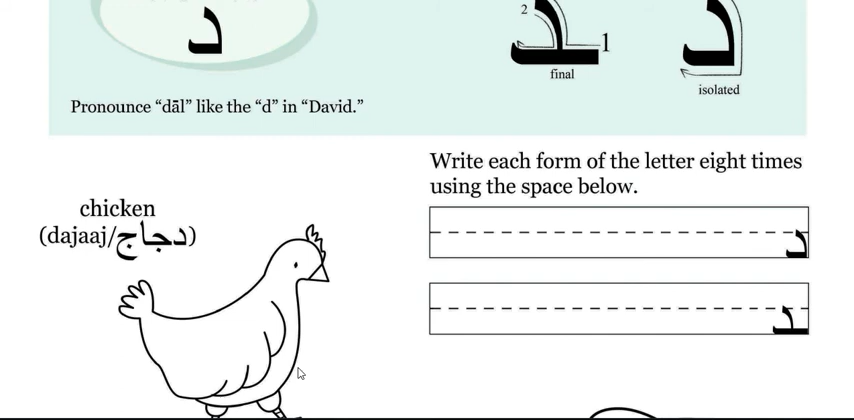 د
2
ـد
1
final
د
isolated
Pronounce “dāl” like the “d” in “David.”
chicken
(dajaaj/دجاج)
Write each form of the letter eight times
using the space below.
د
ـد